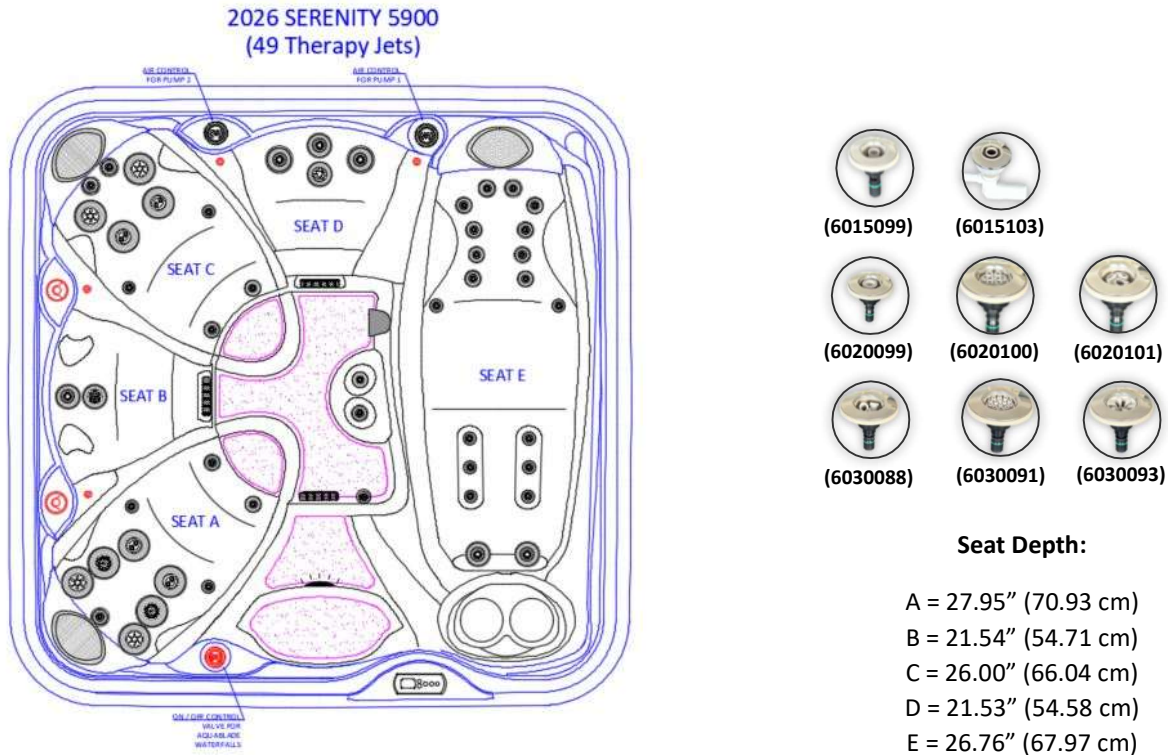 2026 SERENITY 5900
(49 Therapy Jets)
AIR CONTROL
FOR PUMP 2
AIR CONTROL
FOR PUMP 1
SEAT D
SEAT C
SEAT B
SEAT E
SEAT A
ON / OFF CONTROL
VALVE FOR
AQUABLADE
WATERFALLS
(6015099)
(6015103)
(6020099)
(6020100)
(6020101)
(6030088)
(6030091)
(6030093)
Seat Depth:
A = 27.95” (70.93 cm)
B = 21.54” (54.71 cm)
C = 26.00” (66.04 cm)
D = 21.53” (54.58 cm)
E = 26.76” (67.97 cm)